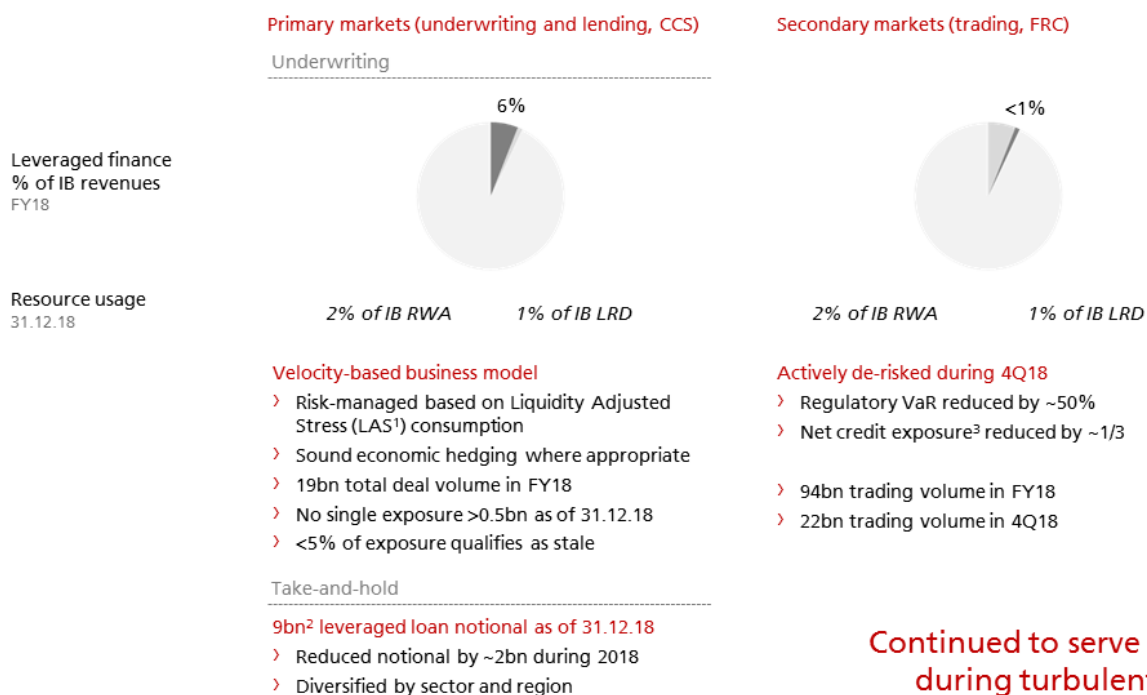 Primary markets (underwriting and lending, CCS)
Secondary markets (trading, FRC)
Underwriting
6%
<1%
Leveraged finance
% of IB revenues
FY18
Resource usage
31.12.18
2% of IB RWA
1% of IB LRD
2% of IB RWA
1% of IB LRD
Velocity-based business model
› Risk-managed based on Liquidity Adjusted
Stress (LAS¹) consumption
› Sound economic hedging where appropriate
› 19bn total deal volume in FY18
› No single exposure >0.5bn as of 31.12.18
› <5% of exposure qualifies as stale
Actively de-risked during 4Q18
› Regulatory VaR reduced by ~50%
› Net credit exposure³ reduced by ~1/3
› 94bn trading volume in FY18
› 22bn trading volume in 4Q18
Take-and-hold
9bn² leveraged loan notional as of 31.12.18
› Reduced notional by ~2bn during 2018
› Diversified by sector and region
Continued to serve
during turbulent